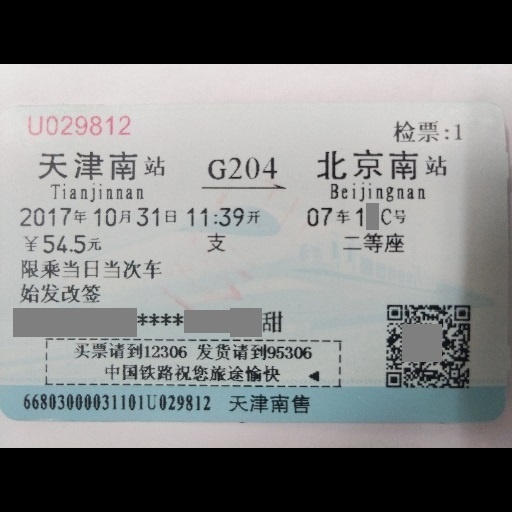 U029812 检票:1
天津南站 G204 北京南站
Tianjinnan Beijingnan
2017年10月31日11:39开 07车1 C号
￥54.5元 支 二等座
限乘当日当次车
始发改签
**** 甜
买票请到12306 发货请到95306
中国铁路祝您旅途愉快
66803000031101U029812 天津南售